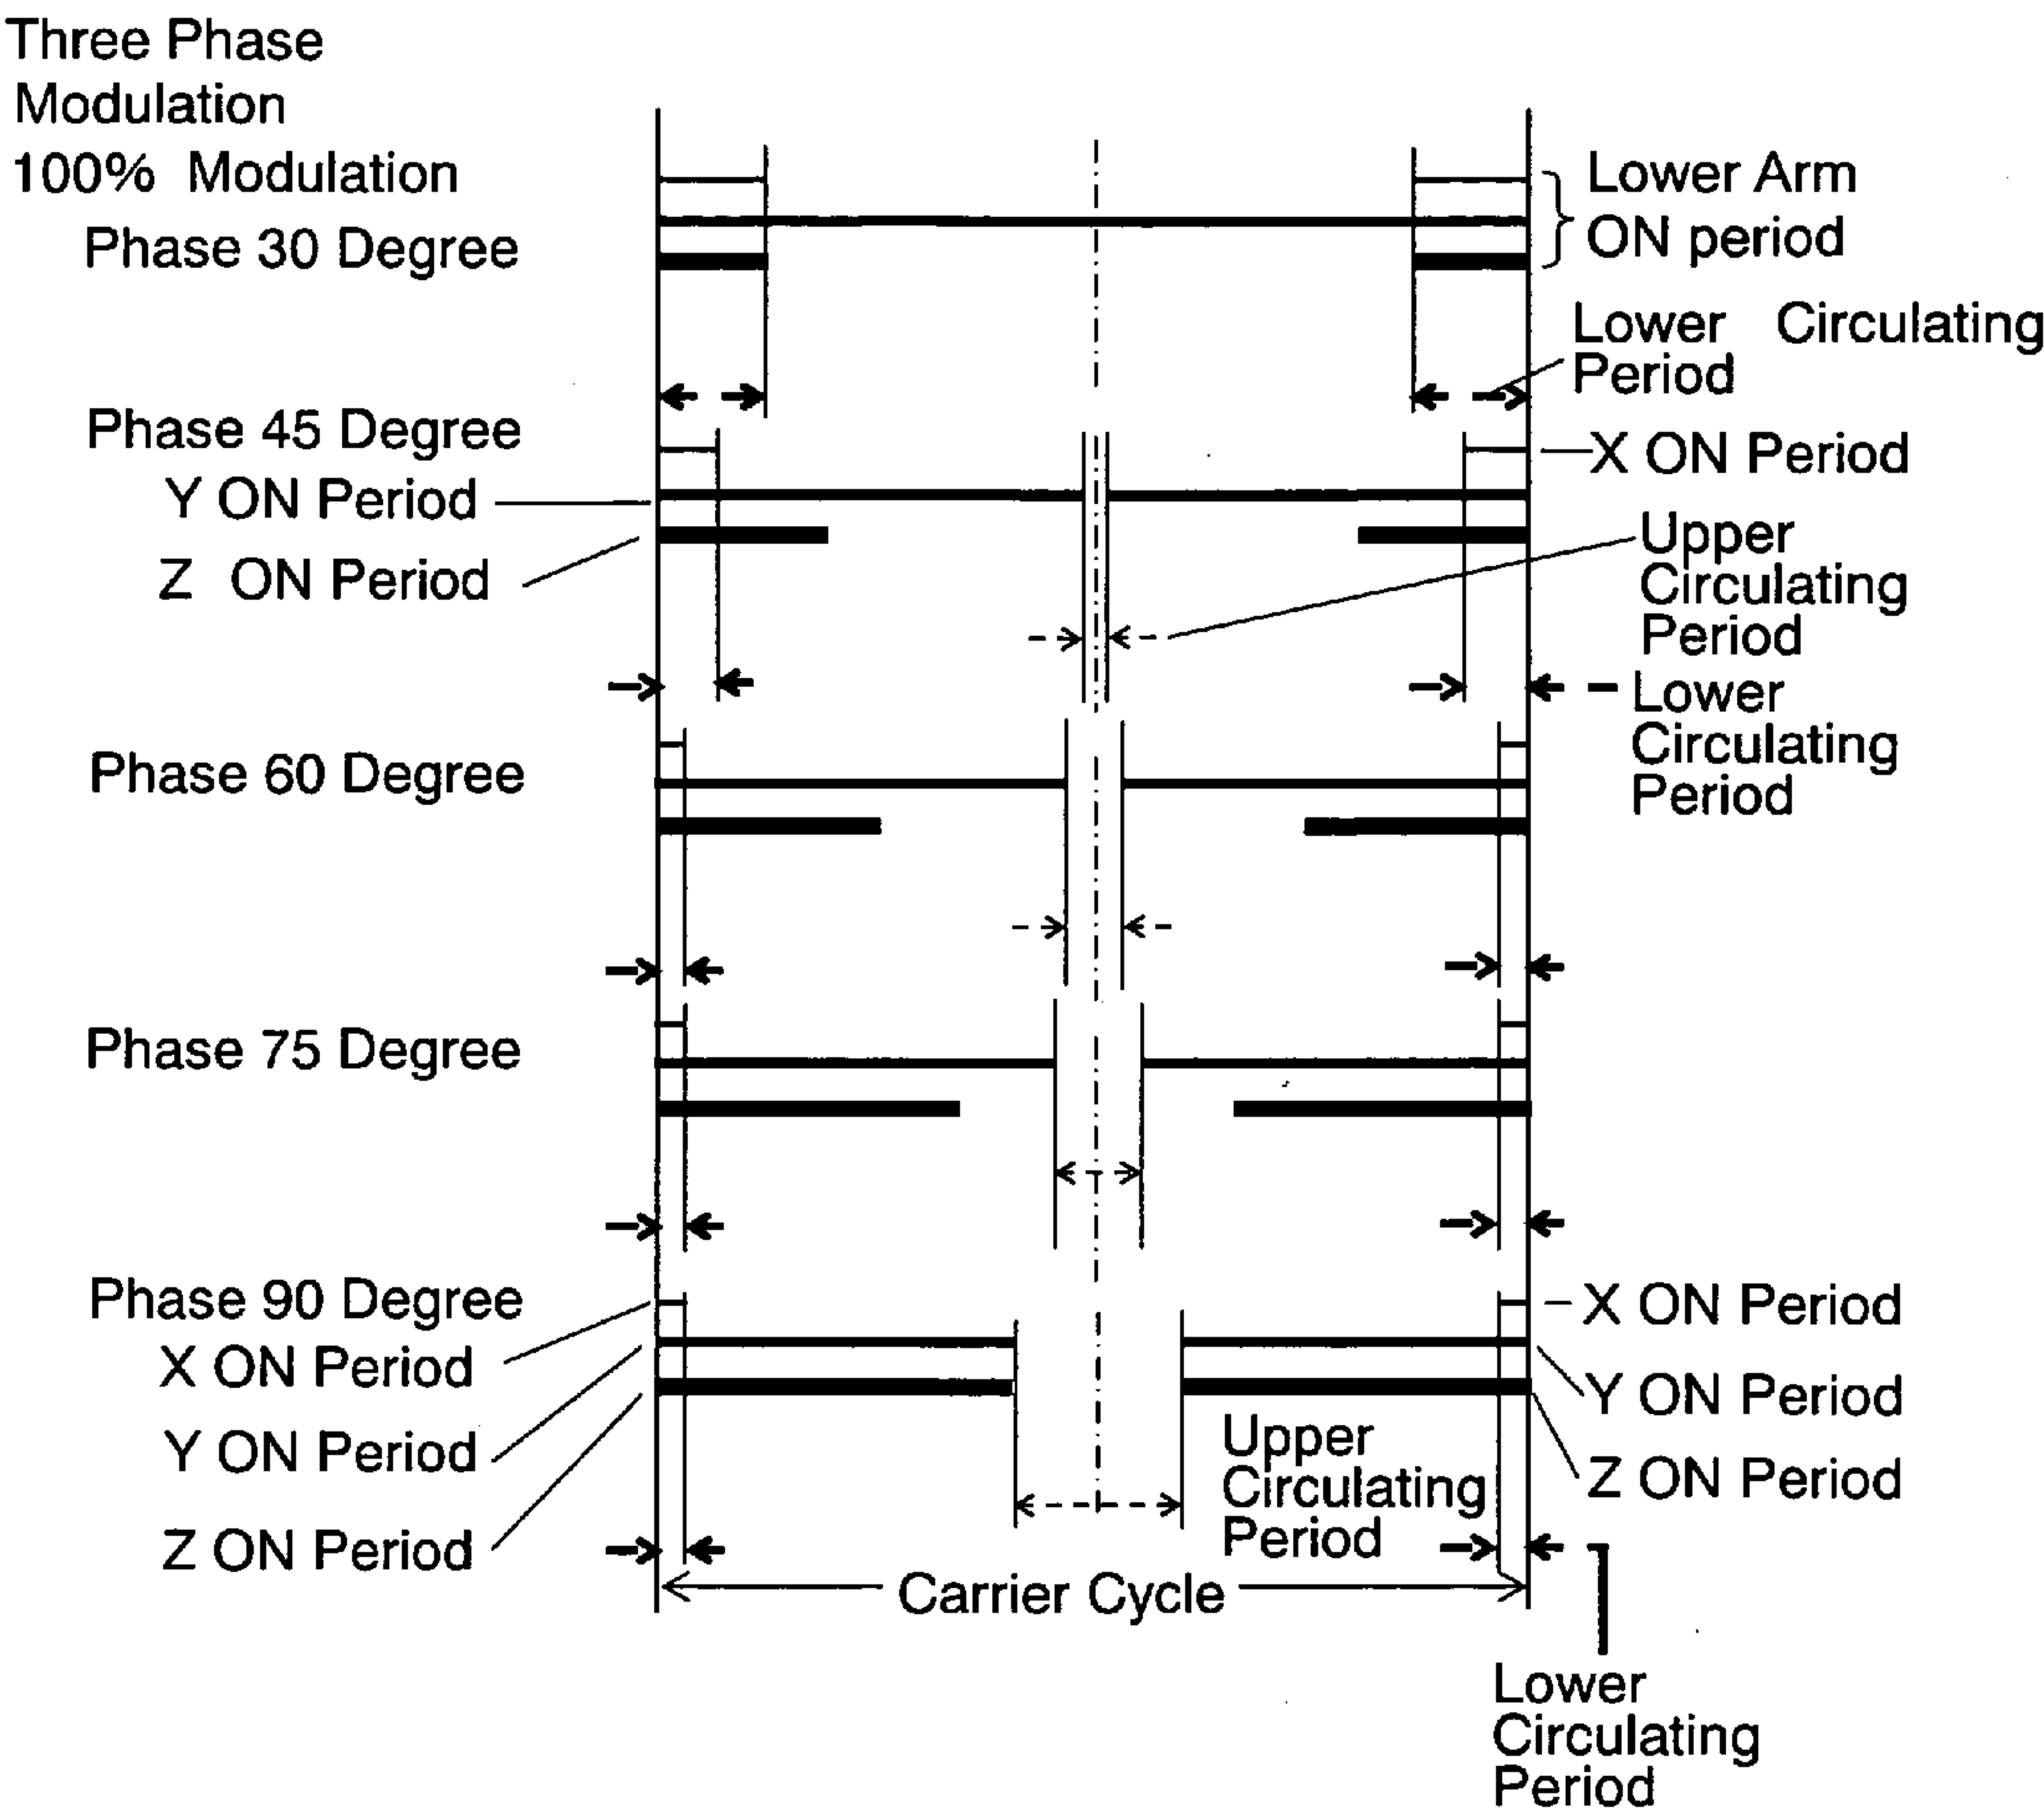 Three Phase
Modulation
100% Modulation
Phase 30 Degree
Lower Arm
ON period
Lower Circulating
Period
Phase 45 Degree
Y ON Period
Z ON Period
X ON Period
Upper
Circulating
Period
Lower
Circulating
Period
Phase 60 Degree
Phase 75 Degree
Phase 90 Degree
X ON Period
Y ON Period
Z ON Period
X ON Period
Y ON Period
Z ON Period
Upper
Circulating
Period
Carrier Cycle
Lower
Circulating
Period